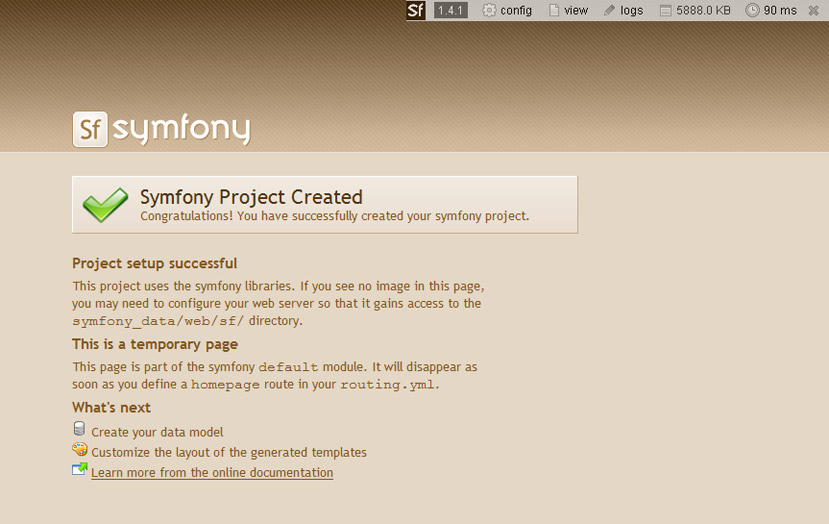 Sf 1.4.1 config view logs 5888.0 KB 90 ms
Sf symfony
Symfony Project Created
Congratulations! You have successfully created your symfony project.
Project setup successful
This project uses the symfony libraries. If you see no image in this page,
you may need to configure your web server so that it gains access to the
symfony_data/web/sf/ directory.
This is a temporary page
This page is part of the symfony default module. It will disappear as
soon as you define a homepage route in your routing.yml.
What's next
Create your data model
Customize the layout of the generated templates
Learn more from the online documentation